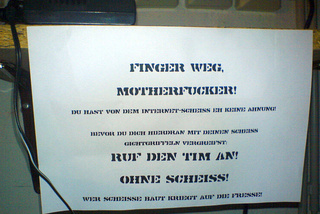 FINGER WEG,
MOTHERFUCKER!
DU HAST VON DEM INTERNET-SCHEISS EH KEINE AHNUNG!
BEVOR DU DICH HIERDRAN MIT DEINEN SCHEISS
GICHTGRIFFELN VERGREIFST:
RUF DEN TIM AN!
OHNE SCHEISS!
WER SCHEISSE BAUT KRIEGT AUF DIE FRESSE!